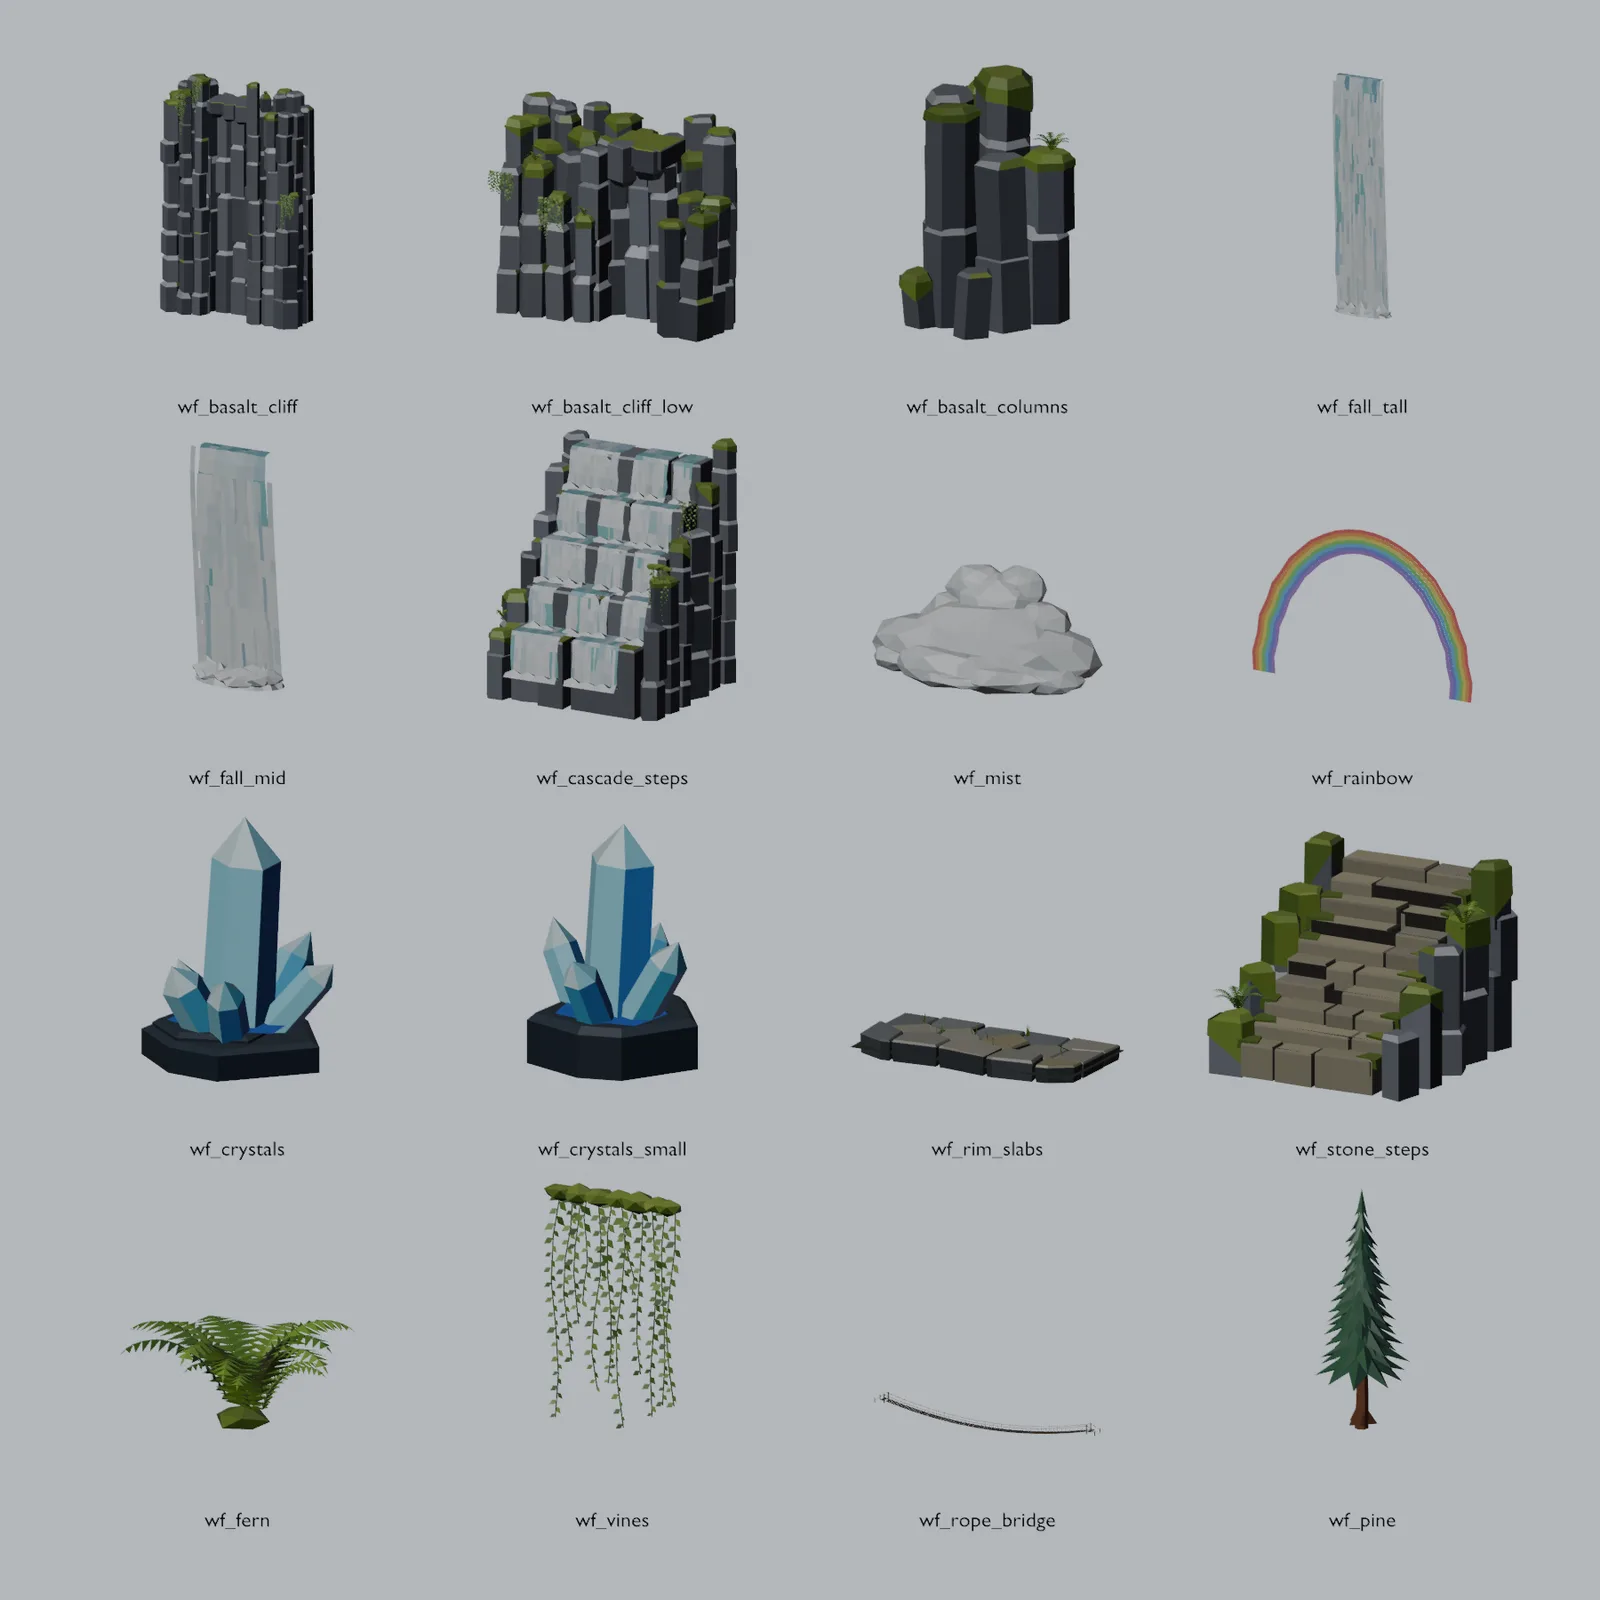 wf_basalt_cliff
wf_basalt_cliff_low
wf_basalt_columns
wf_fall_tall
wf_fall_mid
wf_cascade_steps
wf_mist
wf_rainbow
wf_crystals
wf_crystals_small
wf_rim_slabs
wf_stone_steps
wf_fern
wf_vines
wf_rope_bridge
wf_pine